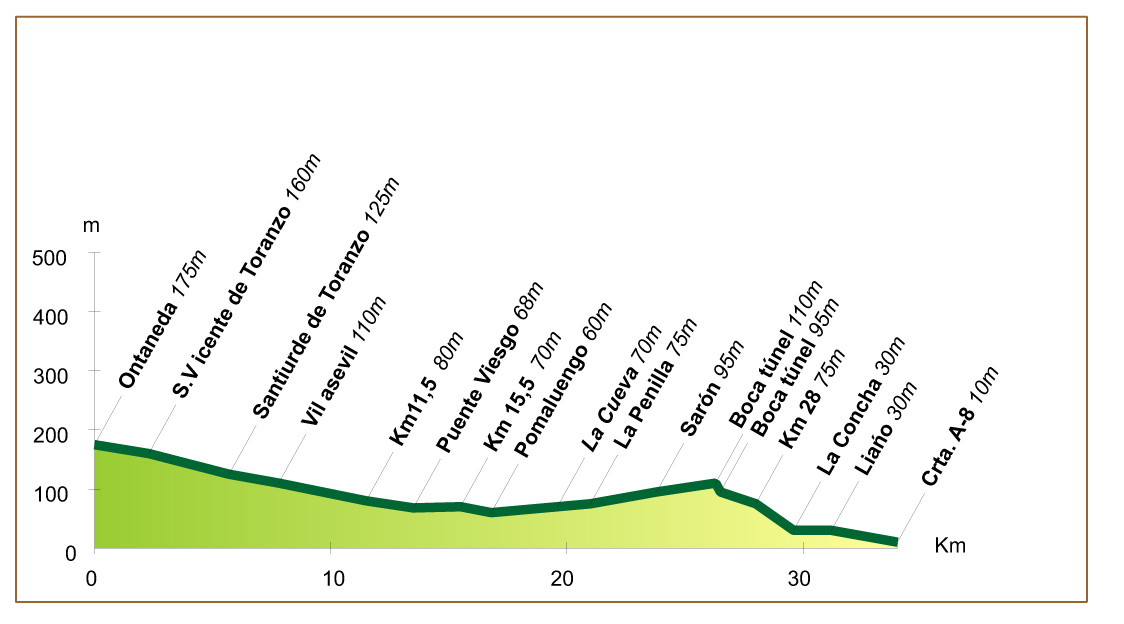 m
500
400
300
200
100
0
Ontaneda 175m
S.V icente de Toranzo 160m
Santiurde de Toranzo 125m
Vil asevil 110m
Km11,5 80m
Puente Viesgo 68m
Km 15,5 70m
Pomaluengo 60m
La Cueva 70m
La Penilla 75m
Sarón 95m
Boca túnel 110m
Boca túnel 95m
Km 28 75m
La Concha 30m
Liaño 30m
Crta. A-8 10m
Km
0
10
20
30